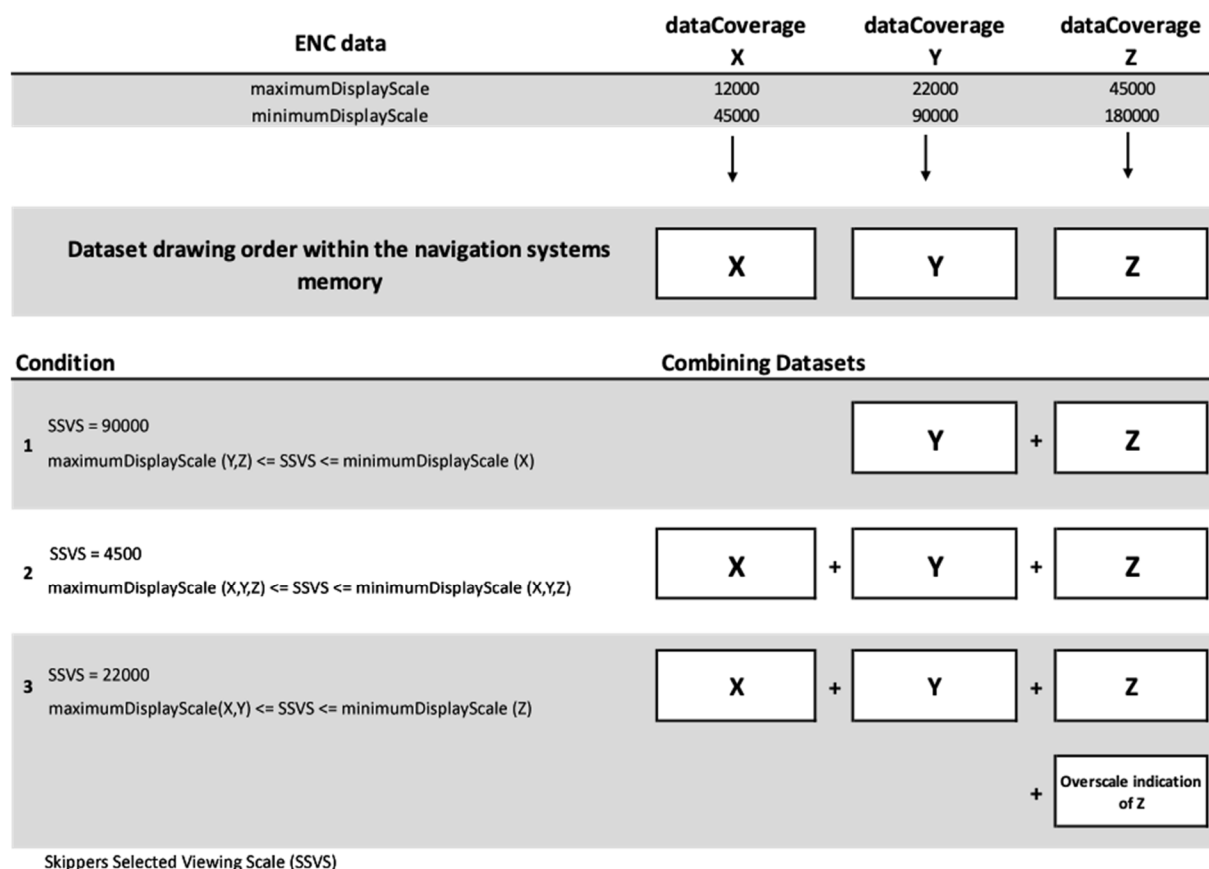 ENC data
dataCoverage X
dataCoverage Y
dataCoverage Z
maximumDisplayScale 12000 22000 45000
minimumDisplayScale 45000 90000 180000
Dataset drawing order within the navigation systems
memory
X Y Z
Condition Combining Datasets
1
SSVS = 90000
maximumDisplayScale (Y,Z) <= SSVS <= minimumDisplayScale (X)
Y + Z
2
SSVS = 4500
maximumDisplayScale (X,Y,Z) <= SSVS <= minimumDisplayScale (X,Y,Z)
X + Y + Z
3
SSVS = 22000
maximumDisplayScale(X,Y) <= SSVS <= minimumDisplayScale (Z)
X + Y + Z
+ Overscale indication
of Z
Skippers Selected Viewing Scale (SSVS)